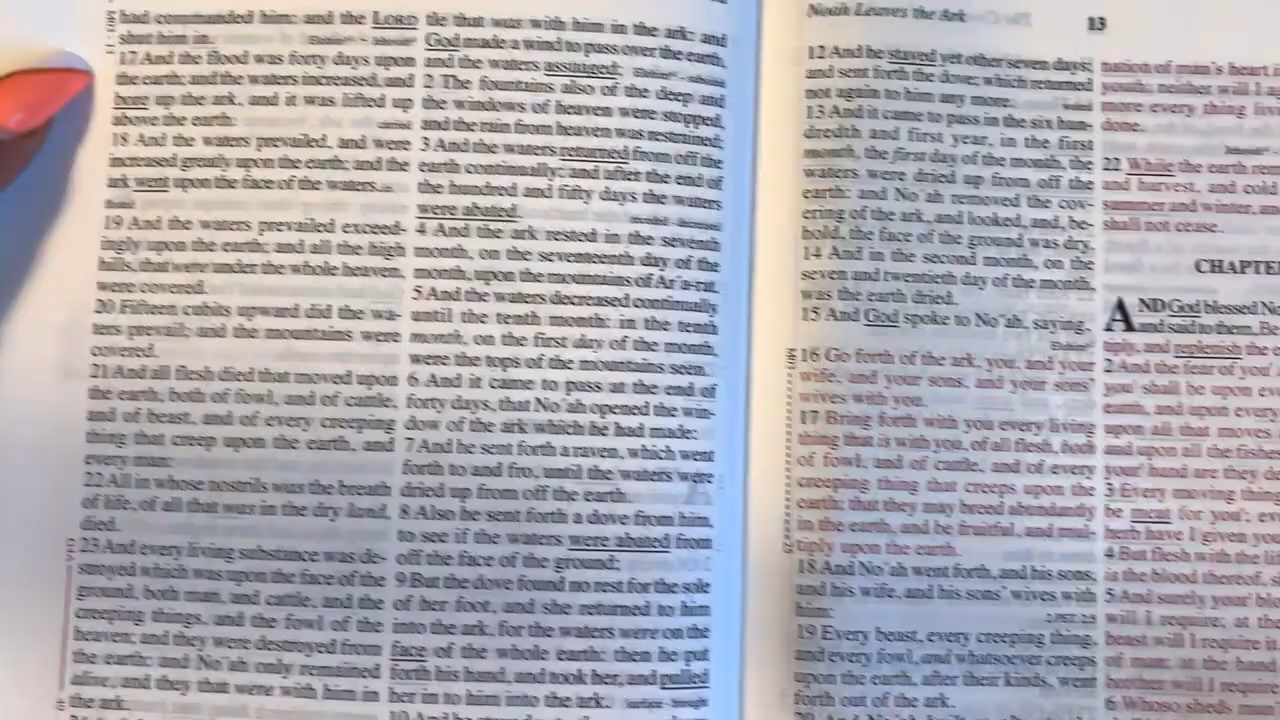 had commanded him: and the LORD
shut him in.
17 And the flood was forty days upon
the earth; and the waters increased, and
bore up the ark, and it was lifted up
above the earth.
18 And the waters prevailed, and were
increased greatly upon the earth; and the
ark went upon the face of the waters.
19 And the waters prevailed exceed-
ingly upon the earth; and all the high
hills, that were under the whole heaven,
were covered.
20 Fifteen cubits upward did the wa-
ters prevail; and the mountains were
covered.
21 And all flesh died that moved upon
the earth, both of fowl, and of cattle,
and of beast, and of every creeping
thing that creep upon the earth, and
every man:
22 All in whose nostrils was the breath
of life, of all that was in the dry land,
died.
23 And every living substance was de-
stroyed which was upon the face of the
ground, both man, and cattle, and the
creeping things, and the fowl of the
heaven; and they were destroyed from
the earth: and No'ah only remained
alive, and they that were with him in
the ark.
tle that was with him in the ark: and
God made a wind to pass over the earth,
and the waters assuaged;
2 The fountains also of the deep and
the windows of heaven were stopped,
and the rain from heaven was restrained;
3 And the waters returned from off the
earth continually: and after the end of
the hundred and fifty days the waters
were abated.
4 And the ark rested in the seventh
month, on the seventeenth day of the
month, upon the mountains of Ar'a-rat.
5 And the waters decreased continually
until the tenth month: in the tenth
month, on the first day of the month,
were the tops of the mountains seen.
6 And it came to pass at the end of
forty days, that No'ah opened the win-
dow of the ark which he had made:
7 And he sent forth a raven, which went
forth to and fro, until the waters were
dried up from off the earth.
8 Also he sent forth a dove from him,
to see if the waters were abated from
off the face of the ground;
9 But the dove found no rest for the sole
of her foot, and she returned to him
into the ark, for the waters were on the
face of the whole earth: then he put
forth his hand, and took her, and pulled
her in to him into the ark.
Noah Leaves the Ark
13
12 And he stayed yet other seven days;
and sent forth the dove; which returned
not again to him any more.
13 And it came to pass in the six hun-
dredth and first year, in the first
month, the first day of the month, the
waters were dried up from off the
earth: and No'ah removed the cov-
ering of the ark, and looked, and, be-
hold, the face of the ground was dry.
14 And in the second month, on the
seven and twentieth day of the month,
was the earth dried.
15 And God spoke to No'ah, saying,
16 Go forth of the ark, you, and your
wife, and your sons, and your sons'
wives with you.
17 Bring forth with you every living
thing that is with you, of all flesh, both
of fowl, and of cattle, and of every
creeping thing that creeps upon the
earth; that they may breed abundantly
in the earth, and be fruitful, and mul-
tiply upon the earth.
18 And No'ah went forth, and his sons,
and his wife, and his sons' wives with
him:
19 Every beast, every creeping thing,
and every fowl, and whatsoever creeps
upon the earth, after their kinds, went
forth out of the ark.
nation of man's heart
youth; neither will I
more every thing
done.
22 While the earth
and harvest, and cold
summer and winter, and
shall not cease.
AND God blessed
and said to them,
tiply, and replenish the
2 And the fear of you
you shall be upon
earth, and upon every
upon all that moves
and upon all the
your hand are they
3 Every moving thing
be meat for you;
have I given you
4 But flesh with the
is the blood thereof,
5 And surely your
will I require; at the
beast will I require
of man; at the hand
brother will I require
6 Whoso sheds